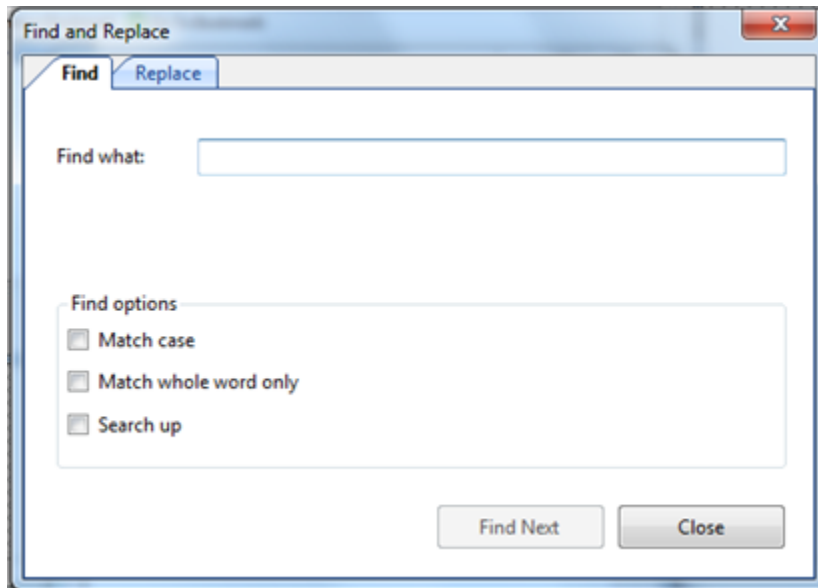 Find and Replace
Find Replace
Find what:
Find options
Match case
Match whole word only
Search up
Find Next Close